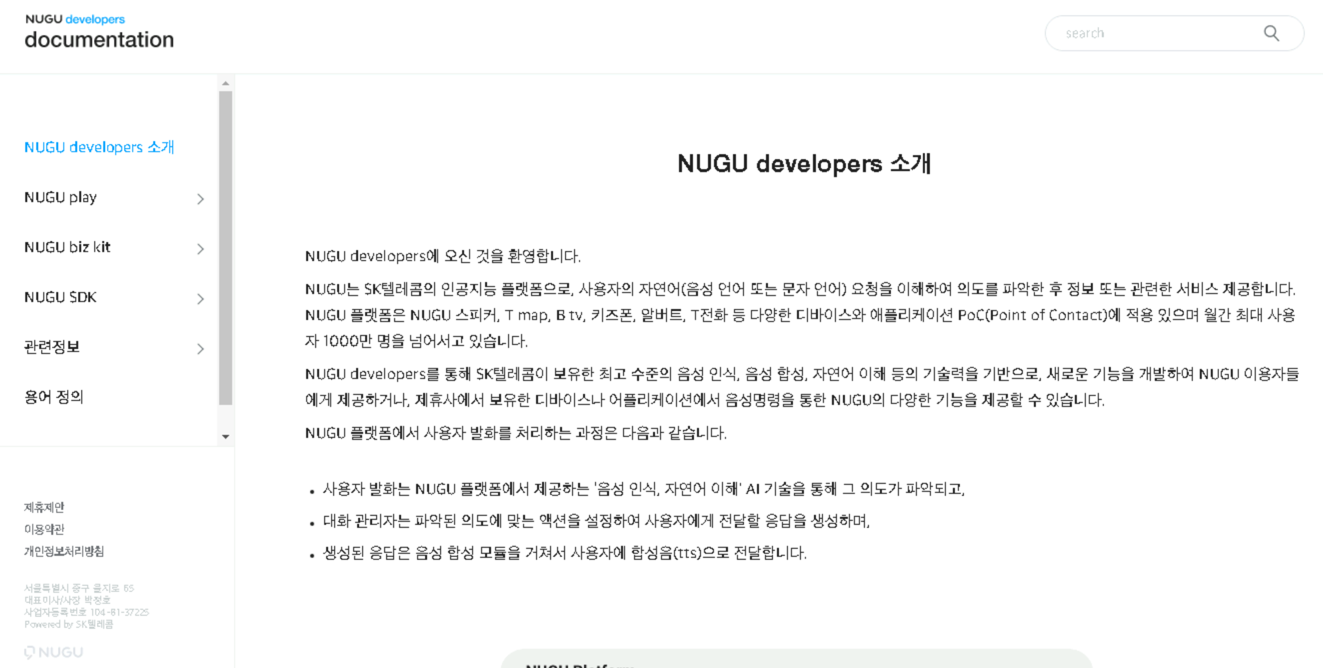 NUGU developers
documentation
search
NUGU developers 소개
NUGU play
NUGU biz kit
NUGU SDK
관련정보
용어 정의
제휴제안
이용약관
개인정보처리방침
서울특별시 중구 을지로 65
대표이사/사장 박정호
사업자등록번호 104-81-37225
Powered by SK텔레콤
NUGU
NUGU developers 소개
NUGU developers에 오신 것을 환영합니다.
NUGU는 SK텔레콤의 인공지능 플랫폼으로, 사용자의 자연어(음성 언어 또는 문자 언어) 요청을 이해하여 의도를 파악한 후 정보 또는 관련한 서비스 제공합니다.
NUGU 플랫폼은 NUGU 스피커, T map, B tv, 키즈폰, 알버트, T전화 등 다양한 디바이스와 애플리케이션 PoC(Point of Contact)에 적용 있으며 월간 최대 사용
자 1000만 명을 넘어서고 있습니다.
NUGU developers를 통해 SK텔레콤이 보유한 최고 수준의 음성 인식, 음성 합성, 자연어 이해 등의 기술력을 기반으로, 새로운 기능을 개발하여 NUGU 이용자들
에게 제공하거나, 제휴사에서 보유한 디바이스나 어플리케이션에서 음성명령을 통한 NUGU의 다양한 기능을 제공할 수 있습니다.
NUGU 플랫폼에서 사용자 발화를 처리하는 과정은 다음과 같습니다.
• 사용자 발화는 NUGU 플랫폼에서 제공하는 '음성 인식, 자연어 이해' AI 기술을 통해 그 의도가 파악되고,
• 대화 관리자는 파악된 의도에 맞는 액션을 설정하여 사용자에게 전달할 응답을 생성하며,
• 생성된 응답은 음성 합성 모듈을 거쳐서 사용자에 합성음(tts)으로 전달합니다.
NUGU Platform